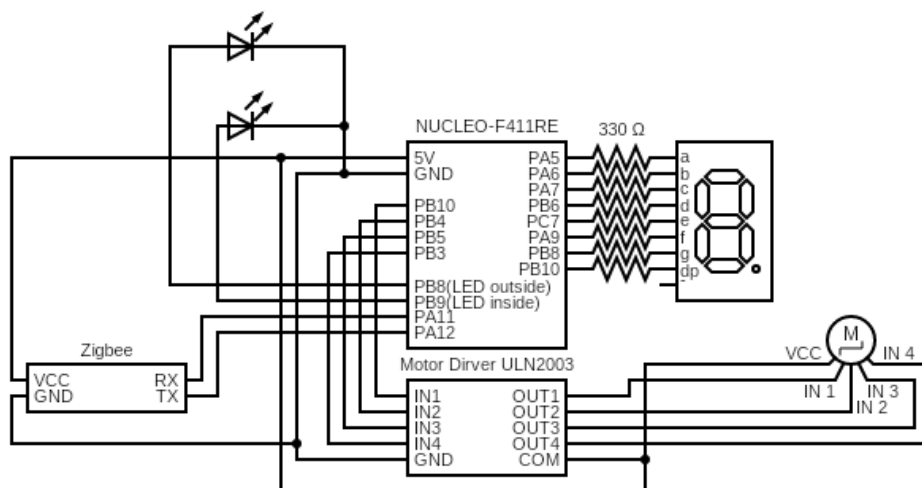 NUCLEO-F411RE
330 Ω
5V
GND
PB10
PB4
PB5
PB3
PB8(LED outside)
PB9(LED inside)
PA11
PA12
PA5
PA6
PA7
PB6
PC7
PA9
PB8
PB10
a
b
c
d
e
f
g
dp
-
Zigbee
VCC
GND
RX
TX
Motor Dirver ULN2003
IN1
IN2
IN3
IN4
GND
OUT1
OUT2
OUT3
OUT4
COM
M
VCC
IN 4
IN 1
IN 3
IN 2